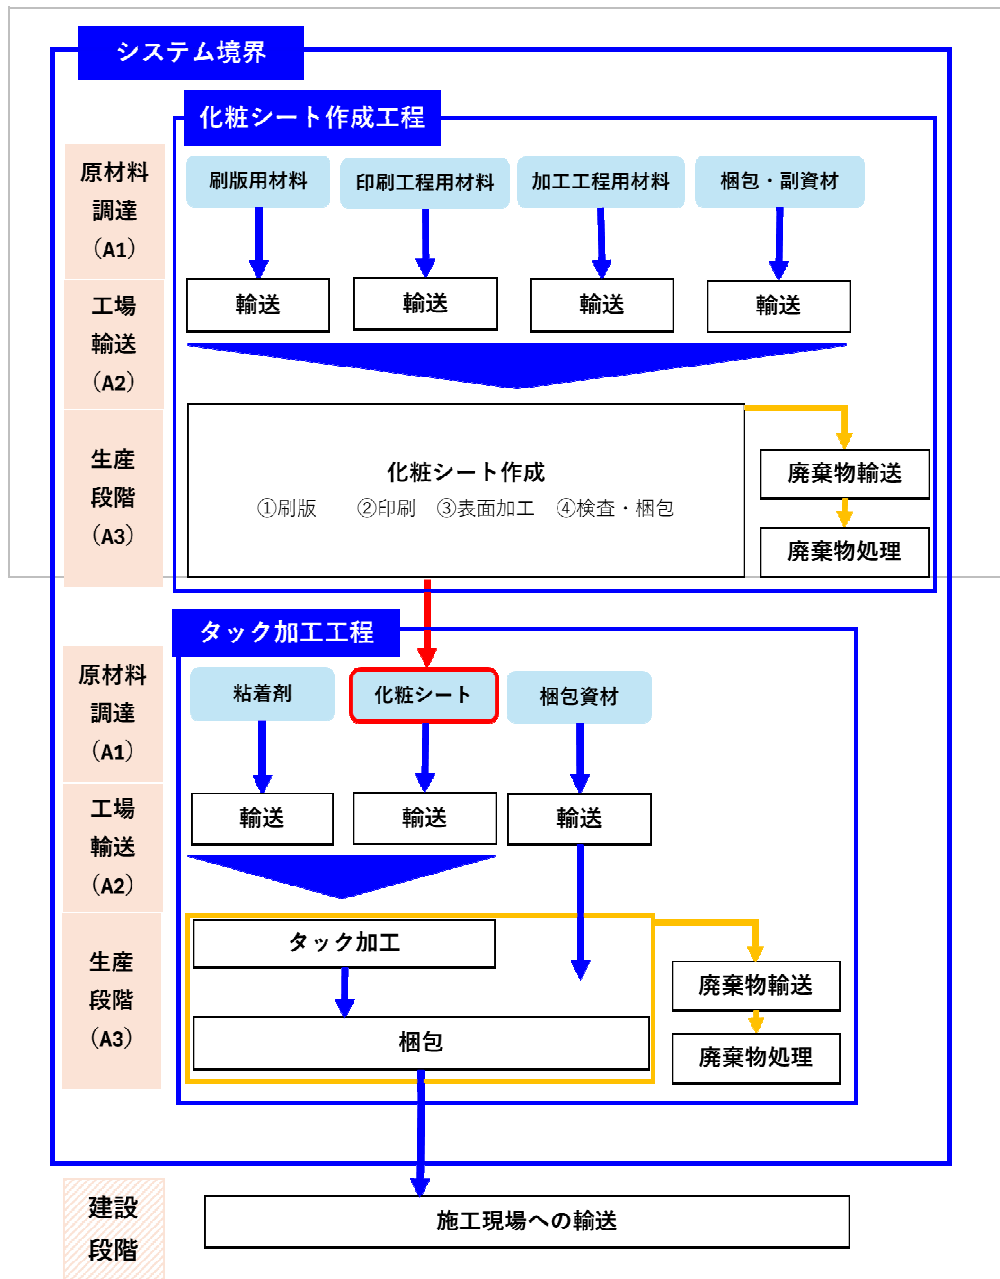 システム境界
化粧シート作成工程
原材料
調達
（A1）
刷版用材料
印刷工程用材料
加工工程用材料
梱包・副資材
工場
輸送
（A2）
輸送
輸送
輸送
輸送
生産
段階
（A3）
化粧シート作成
①刷版 ②印刷 ③表面加工 ④検査・梱包
廃棄物輸送
廃棄物処理
タック加工工程
原材料
調達
（A1）
粘着剤
化粧シート
梱包資材
工場
輸送
（A2）
輸送
輸送
輸送
生産
段階
（A3）
タック加工
梱包
廃棄物輸送
廃棄物処理
建設
段階
施工現場への輸送